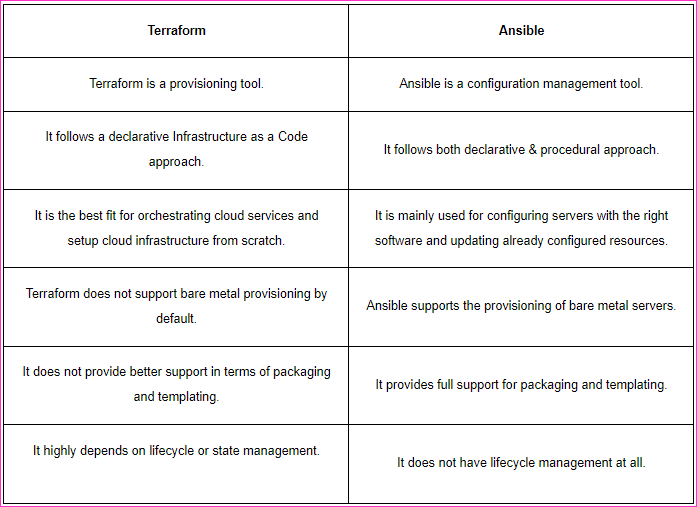 Terraform
Ansible
Terraform is a provisioning tool.
Ansible is a configuration management tool.
It follows a declarative Infrastructure as a Code
approach.
It follows both declarative & procedural approach.
It is the best fit for orchestrating cloud services and
setup cloud infrastructure from scratch.
It is mainly used for configuring servers with the right
software and updating already configured resources.
Terraform does not support bare metal provisioning by
default.
Ansible supports the provisioning of bare metal servers.
It does not provide better support in terms of packaging
and templating.
It provides full support for packaging and templating.
It highly depends on lifecycle or state management.
It does not have lifecycle management at all.